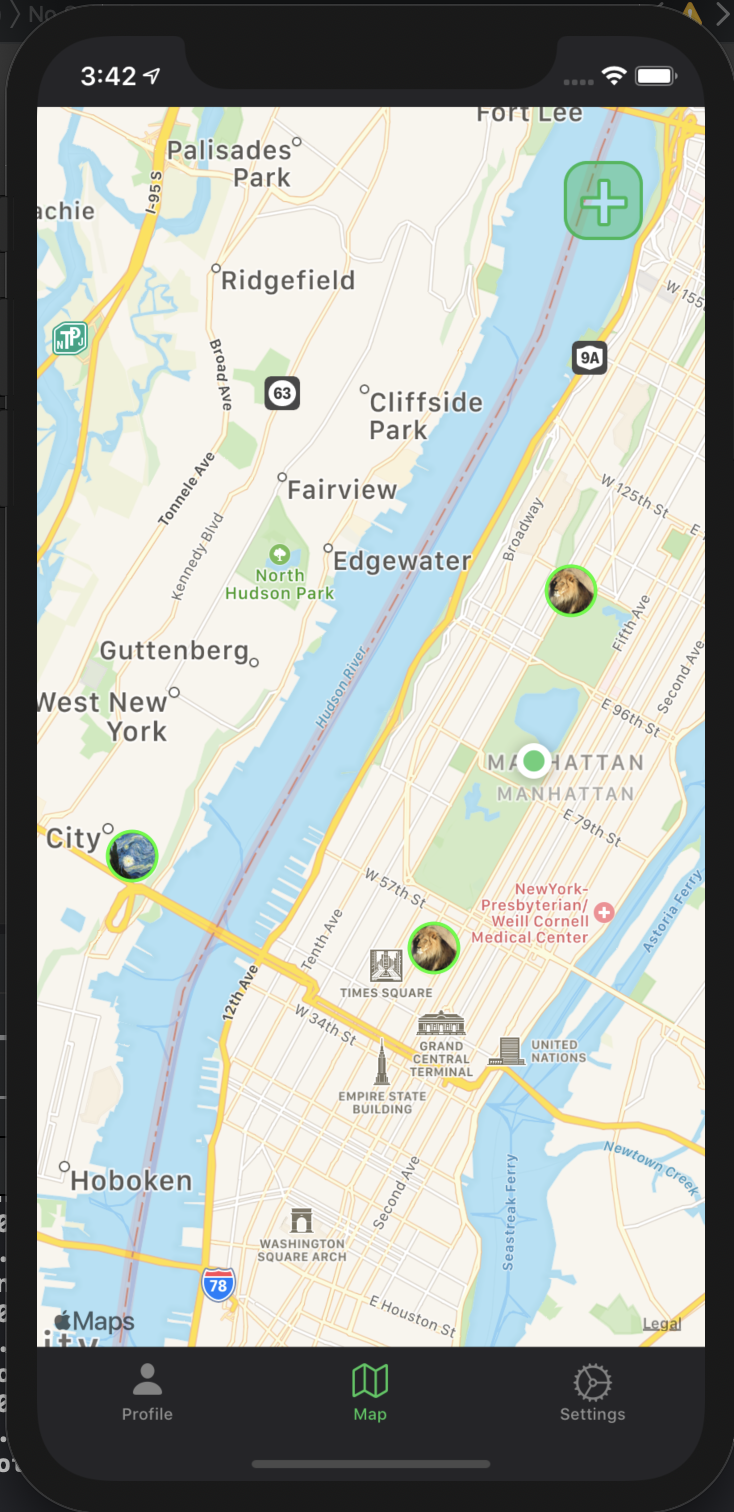 No
3:42
Fort Lee
Palisades
Park
I-95 S
achie
W 155
Ridgefield
NTPJ
9A
Broad Ave
63
Cliffside
Park
Tonnele Ave
Fairview
W 125th St
E
Broadway
Kennedy Blvd
Edgewater
North
Hudson Park
Fifth Ave
Guttenberg
Second Ave
Hudson River
West New
York
E 96th St
MANHATTAN
MANHATTAN
E 79th St
City
W 57th St
NewYork-
Presbyterian/
Weill Cornell
Medical Center
Astoria Ferry
Tenth Ave
12th Ave
TIMES SQUARE
W 34th St
GRAND
CENTRAL
TERMINAL
UNITED
NATIONS
EMPIRE STATE
BUILDING
Hoboken
Second Ave
Seastreak Ferry
Newtown Creek
WASHINGTON
SQUARE ARCH
78
E Houston St
Maps
Legal
ity
Profile
Map
Settings